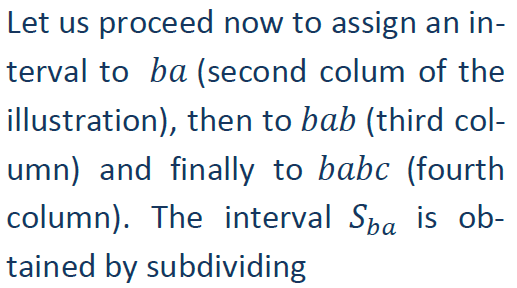 Let us proceed now to assign an in-
terval to ba (second colum of the
illustration), then to bab (third col-
umn) and finally to babc (fourth
column). The interval S_{ba} is ob-
tained by subdividing